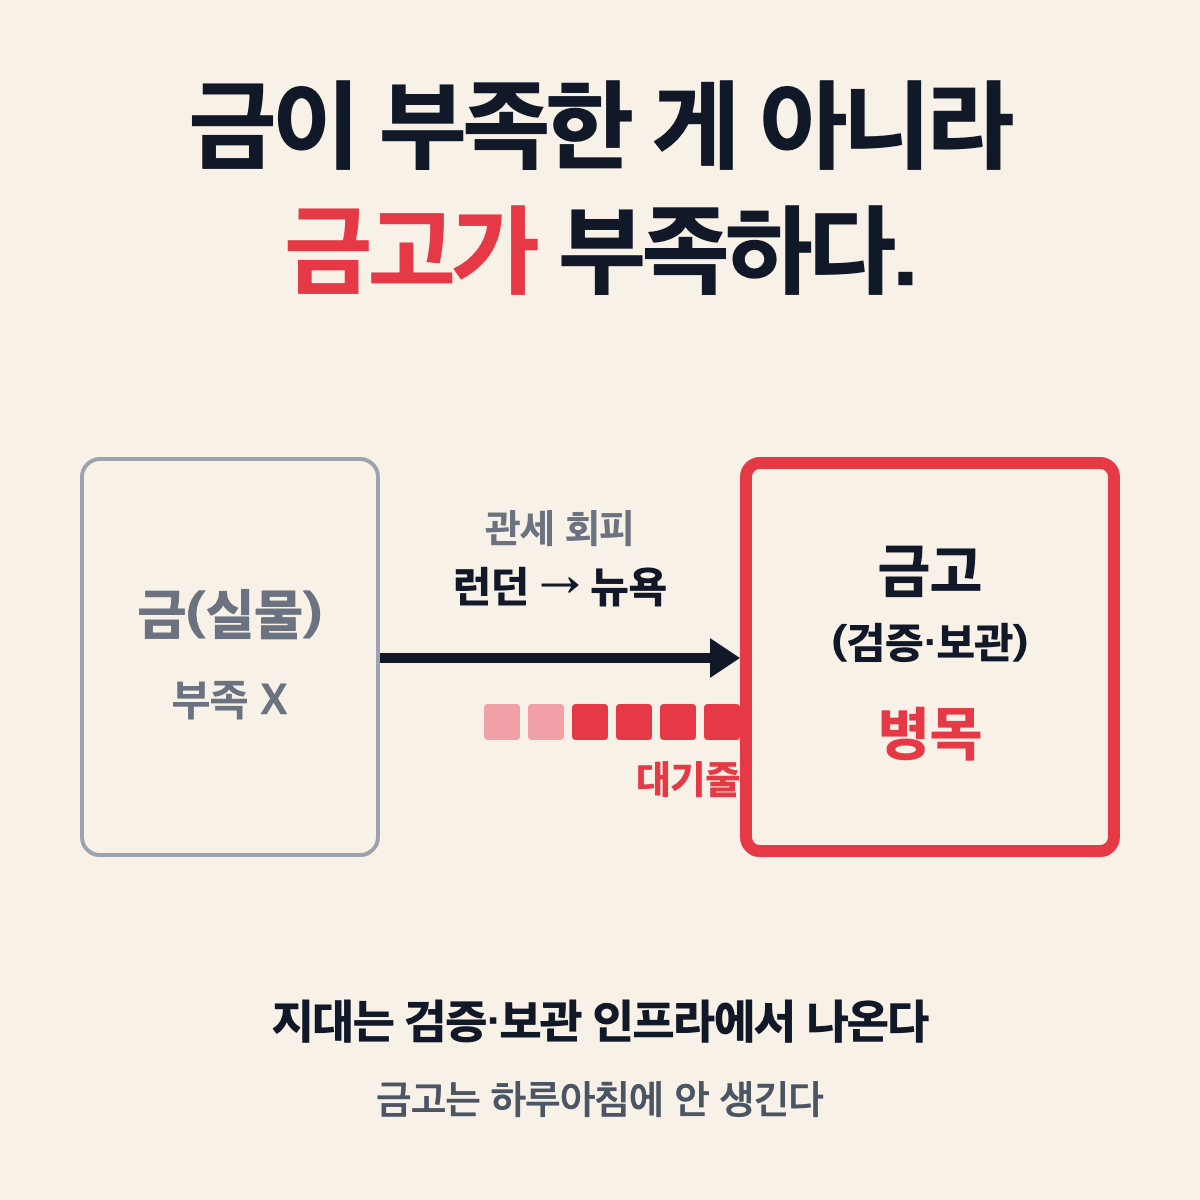 금이 부족한 게 아니라
금고가 부족하다.
금(실물)
부족 X
관세 회피
런던 → 뉴욕
대기줄
금고
(검증·보관)
병목
지대는 검증·보관 인프라에서 나온다
금고는 하루아침에 안 생긴다